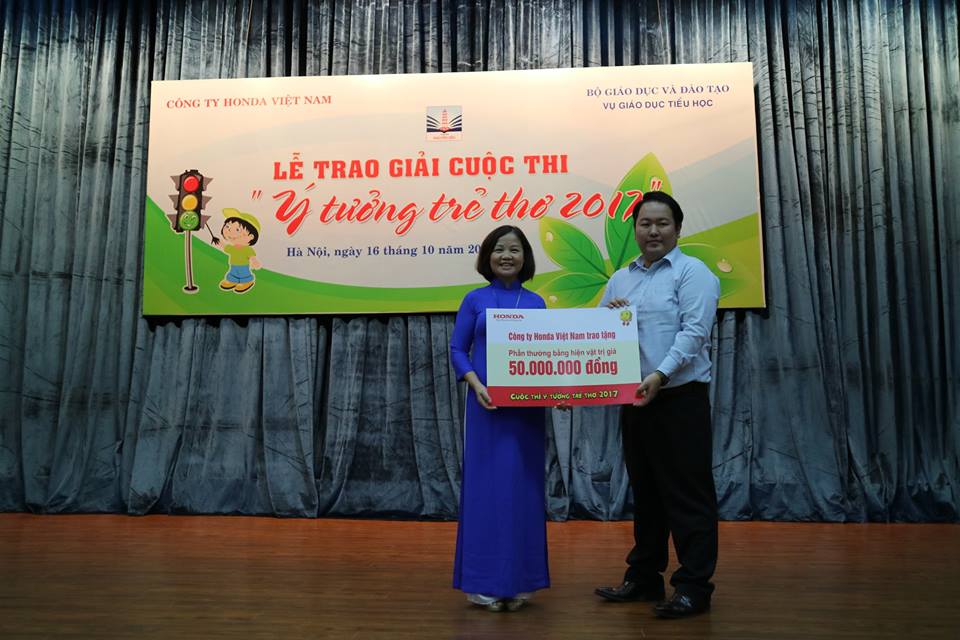 CÔNG TY HONDA VIỆT NAM
BỘ GIÁO DỤC VÀ ĐÀO TẠO
VỤ GIÁO DỤC TIỂU HỌC
LỄ TRAO GIẢI CUỘC THI
"Ý tưởng trẻ thơ 2017"
Hà Nội, ngày 16 tháng 10 năm
HONDA
Công ty Honda Việt Nam trao tặng
Phần thưởng bằng hiện vật trị giá
50.000.000 đồng
CUỘC THI Ý TƯỞNG TRẺ THƠ 2017